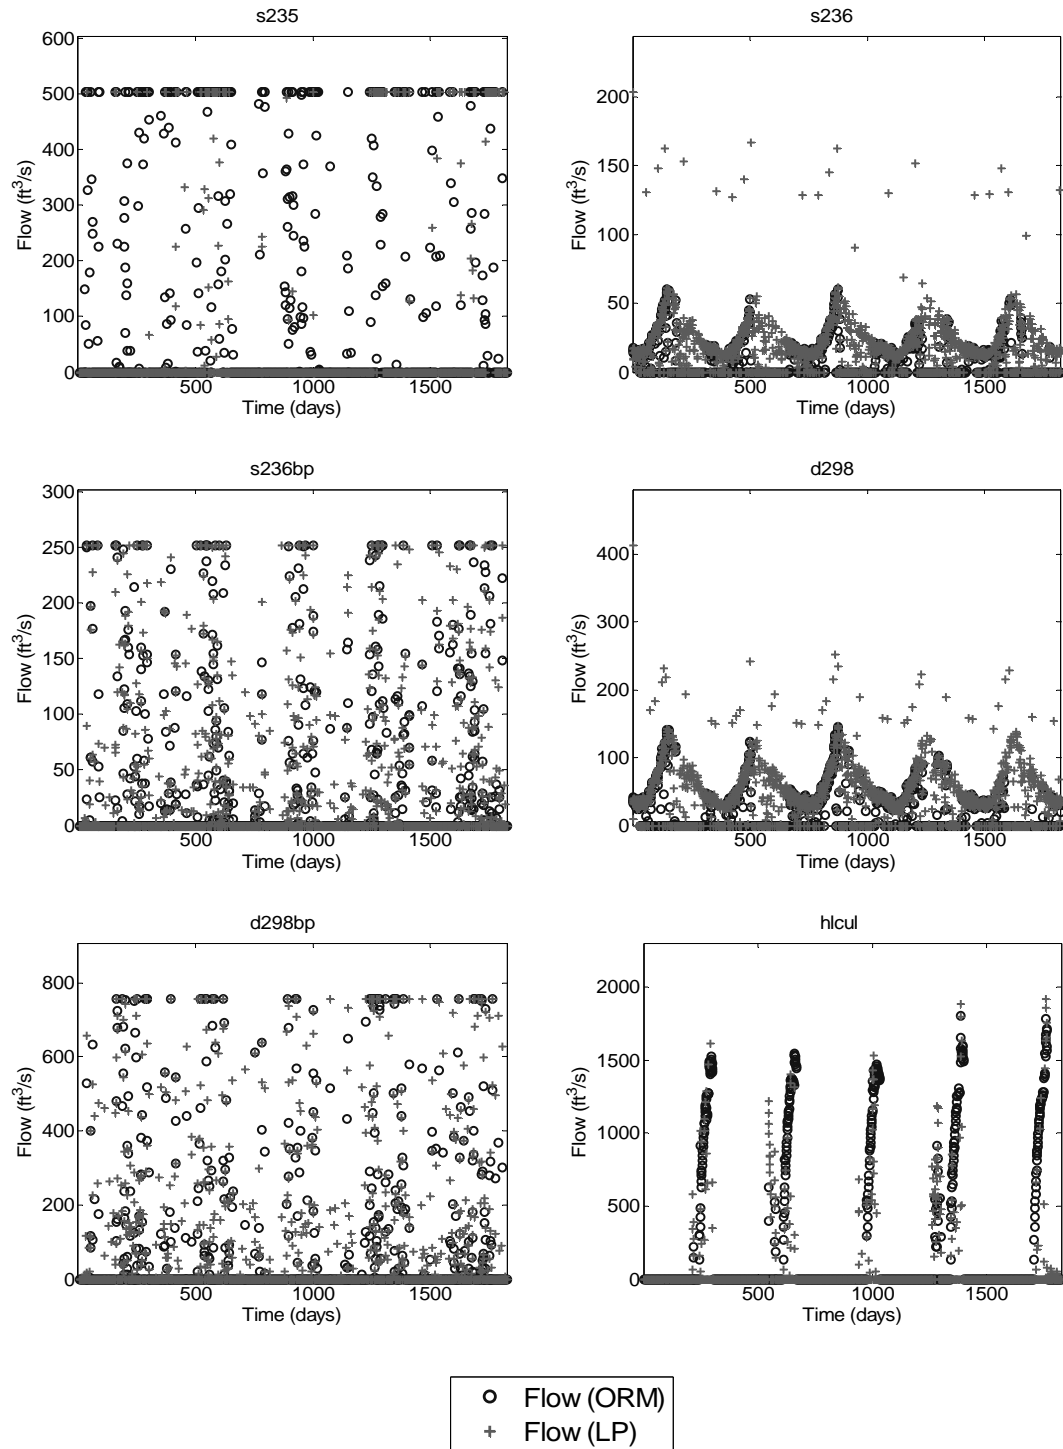 s235
600
500
400
300
200
100
0
Flow (ft³/s)
500
1000
1500
Time (days)
s236
200
150
100
50
0
Flow (ft³/s)
500
1000
1500
Time (days)
s236bp
300
250
200
150
100
50
0
Flow (ft³/s)
500
1000
1500
Time (days)
d298
400
300
200
100
0
Flow (ft³/s)
500
1000
1500
Time (days)
d298bp
800
600
400
200
0
Flow (ft³/s)
500
1000
1500
Time (days)
hlcul
2000
1500
1000
500
0
Flow (ft³/s)
500
1000
1500
Time (days)
Flow (ORM)
Flow (LP)